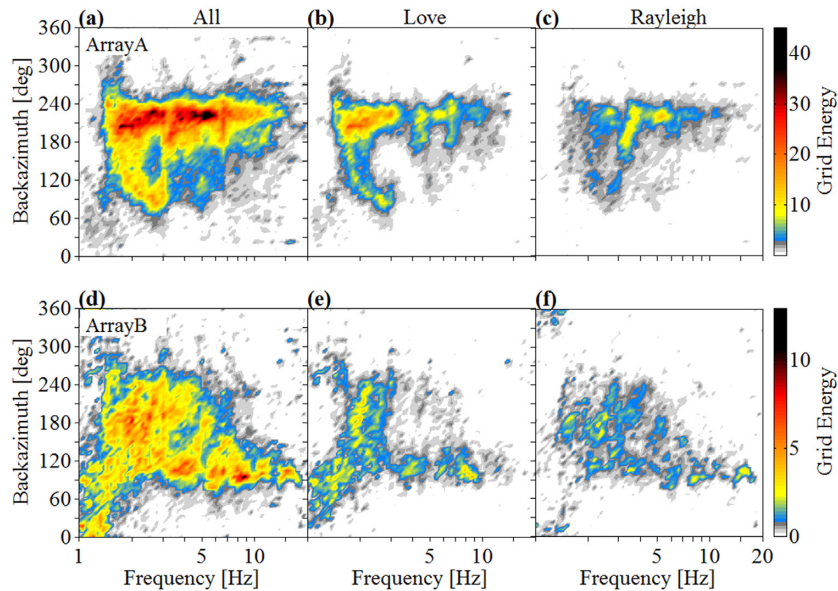 (a) All (b) Love (c) Rayleigh
360 ArrayA
300
240
180
120
60
0
Backazimuth [deg]
40
30
20
10
Grid Energy
(d) (e) (f)
360 ArrayB
300
240
180
120
60
0
Backazimuth [deg]
10
5
0
Grid Energy
1 5 10 5 10 5 10 20
Frequency [Hz] Frequency [Hz] Frequency [Hz]